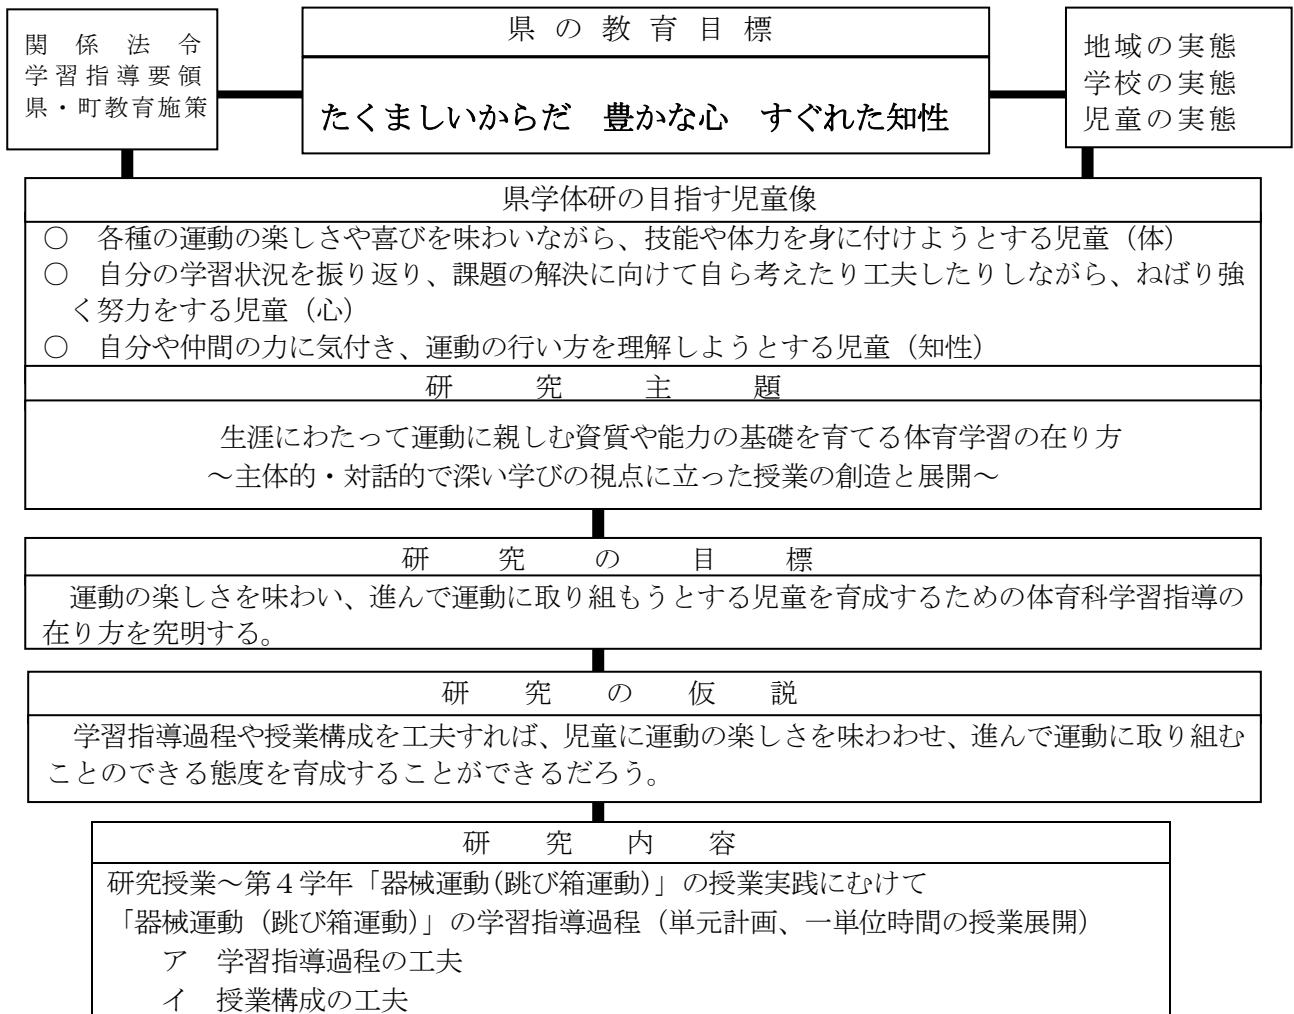 関係法令
学習指導要領
県・町教育施策
県の教育目標
たくましいからだ　豊かな心　すぐれた知性
地域の実態
学校の実態
児童の実態
県学体研の目指す児童像
○　各種の運動の楽しさや喜びを味わいながら、技能や体力を身に付けようとする児童（体）
○　自分の学習状況を振り返り、課題の解決に向けて自ら考えたり工夫したりしながら、ねばり強
く努力をする児童（心）
○　自分や仲間の力に気付き、運動の行い方を理解しようとする児童（知性）
研究主題
生涯にわたって運動に親しむ資質や能力の基礎を育てる体育学習の在り方
～主体的・対話的で深い学びの視点に立った授業の創造と展開～
研究の目標
運動の楽しさを味わい、進んで運動に取り組もうとする児童を育成するための体育科学習指導の
在り方を究明する。
研究の仮説
学習指導過程や授業構成を工夫すれば、児童に運動の楽しさを味わわせ、進んで運動に取り組む
ことのできる態度を育成することができるだろう。
研究内容
研究授業～第４学年「器械運動(跳び箱運動)」の授業実践にむけて
「器械運動（跳び箱運動)」の学習指導過程（単元計画、一単位時間の授業展開）
ア　学習指導過程の工夫
イ　授業構成の工夫